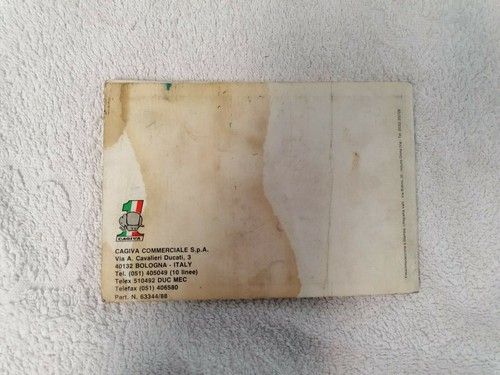 CAGIVA
CAGIVA COMMERCIALE S.p.A.
Via A. Cavalieri Ducati, 3
40132 BOLOGNA - ITALY
Tel. (051) 405049 (10 linee)
Telex 510492 DUC MEC
Telefax (051) 406580
Part. N. 63344/88